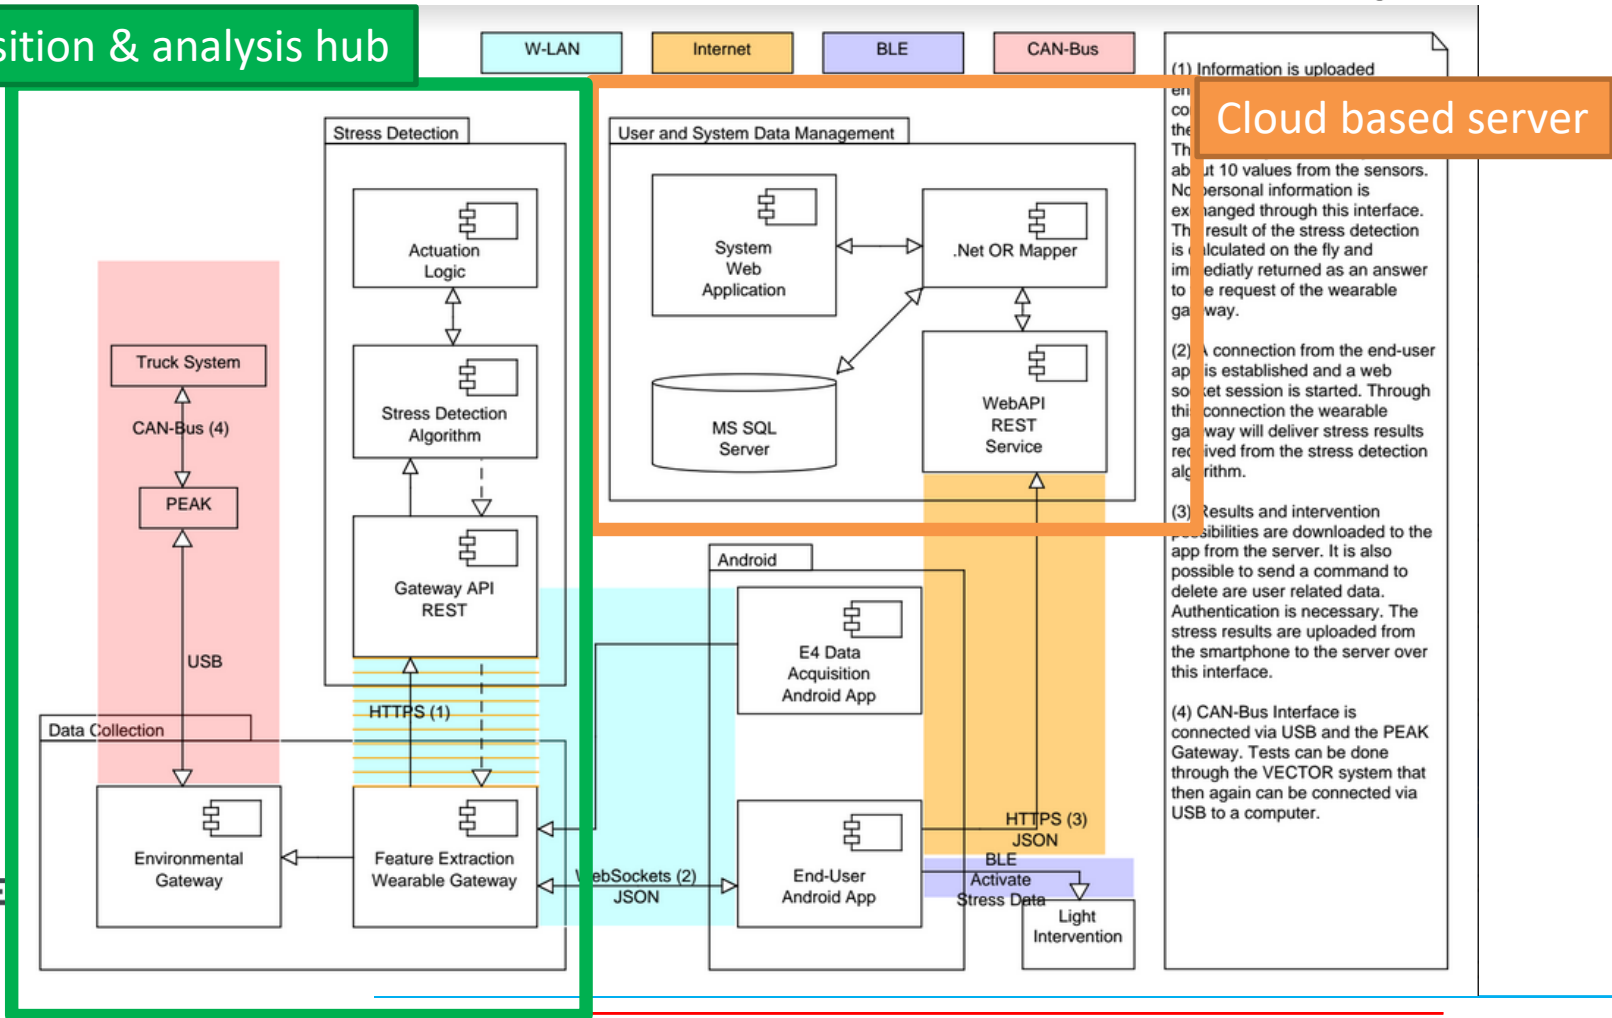 sition & analysis hub
W-LAN
Internet
BLE
CAN-Bus
Cloud based server
Stress Detection
Actuation
Logic
Stress Detection
Algorithm
Gateway API
REST
HTTPS (1)
Truck System
CAN-Bus (4)
PEAK
USB
Data Collection
Environmental
Gateway
Feature Extraction
Wearable Gateway
User and System Data Management
System
Web
Application
.Net OR Mapper
MS SQL
Server
WebAPI
REST
Service
Android
E4 Data
Acquisition
Android App
End-User
Android App
WebSockets (2)
JSON
HTTPS (3)
JSON
BLE
Activate
Stress Data
Light
Intervention
(1) Information is uploaded
en
co
the
Th
about 10 values from the sensors.
No personal information is
exchanged through this interface.
The result of the stress detection
is calculated on the fly and
immediatly returned as an answer
to the request of the wearable
gateway.
(2) A connection from the end-user
app is established and a web
socket session is started. Through
this connection the wearable
gateway will deliver stress results
received from the stress detection
algorithm.
(3) Results and intervention
possibilities are downloaded to the
app from the server. It is also
possible to send a command to
delete are user related data.
Authentication is necessary. The
stress results are uploaded from
the smartphone to the server over
this interface.
(4) CAN-Bus Interface is
connected via USB and the PEAK
Gateway. Tests can be done
through the VECTOR system that
then again can be connected via
USB to a computer.